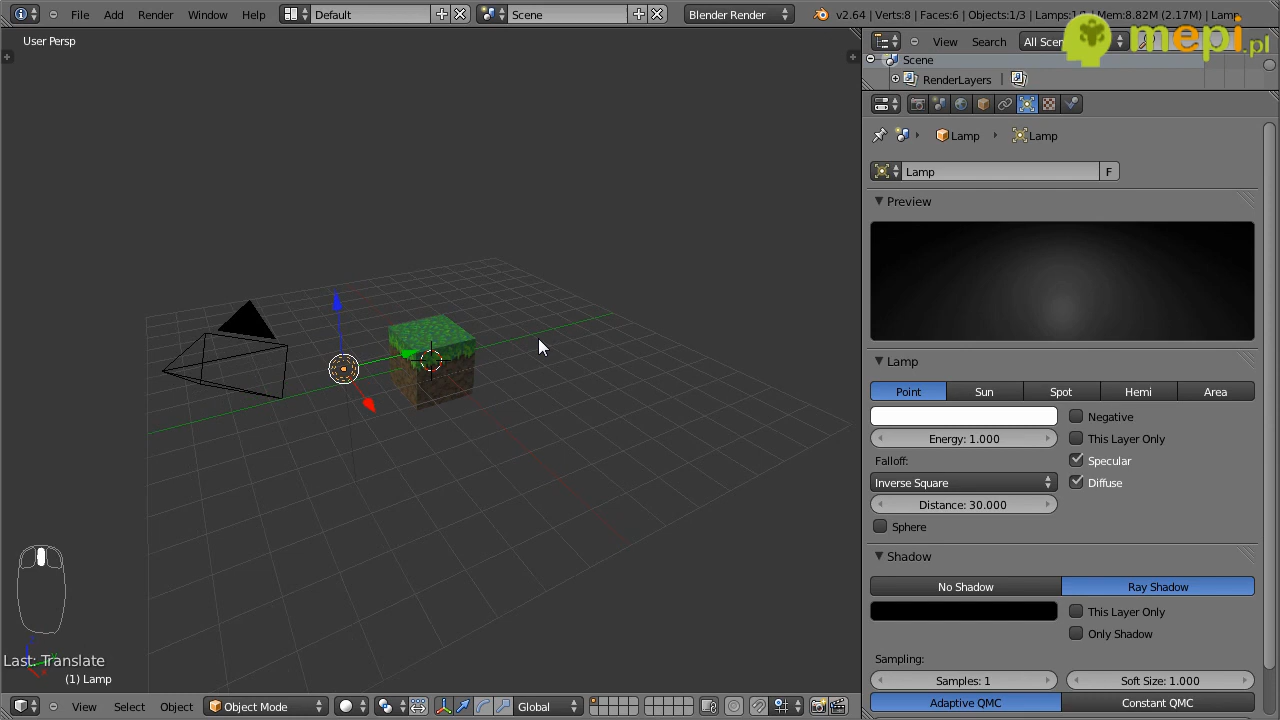 File Add Render Window Help Default Scene Blender Render v2.64 | Verts:8 | Faces:6 | Objects:1/3 | Lamps: Mem:8.82M (2.17M) | Lamp
User Persp
View Search All Scen
mepi.pl
Scene
RenderLayers
Lamp Lamp
Lamp F
Preview
Lamp
Point Sun Spot Hemi Area
Negative
Energy: 1.000 This Layer Only
Falloff: Specular
Inverse Square Diffuse
Distance: 30.000
Sphere
Shadow
No Shadow Ray Shadow
This Layer Only
Only Shadow
Sampling:
Samples: 1 Soft Size: 1.000
Adaptive QMC Constant QMC
Last: Translate
(1) Lamp
View Select Object Object Mode Global